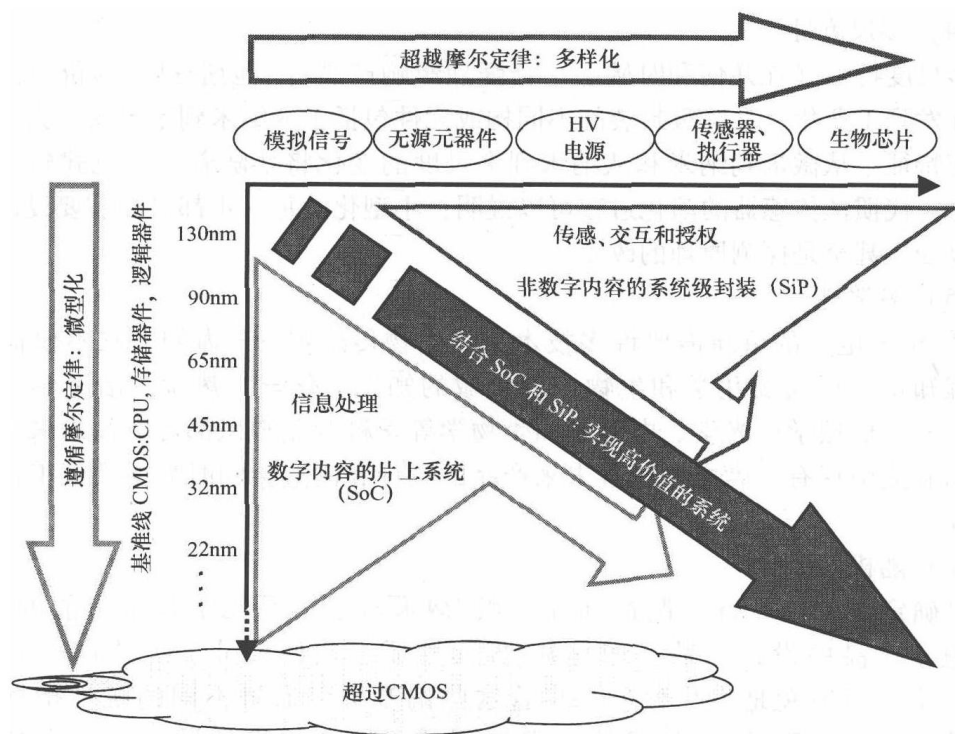 超越摩尔定律：多样化
模拟信号
无源元器件
HV
电源
传感器、
执行器
生物芯片
遵循摩尔定律：微型化
基准线 CMOS:CPU, 存储器件，逻辑器件
130nm
90nm
65nm
45nm
32nm
22nm
传感、交互和授权
非数字内容的系统级封装（SiP）
结合 SoC 和 SiP: 实现高价值的系统
信息处理
数字内容的片上系统
（SoC）
超过CMOS